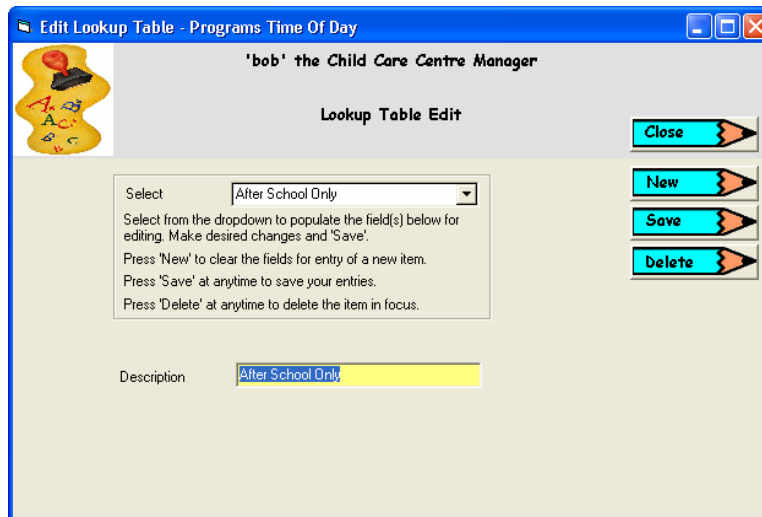 Edit Lookup Table - Programs Time Of Day
'bob' the Child Care Centre Manager
Lookup Table Edit
Close
New
Save
Delete
Select After School Only
Select from the dropdown to populate the field(s) below for
editing. Make desired changes and 'Save'.
Press 'New' to clear the fields for entry of a new item.
Press 'Save' at anytime to save your entries.
Press 'Delete' at anytime to delete the item in focus.
Description After School Only